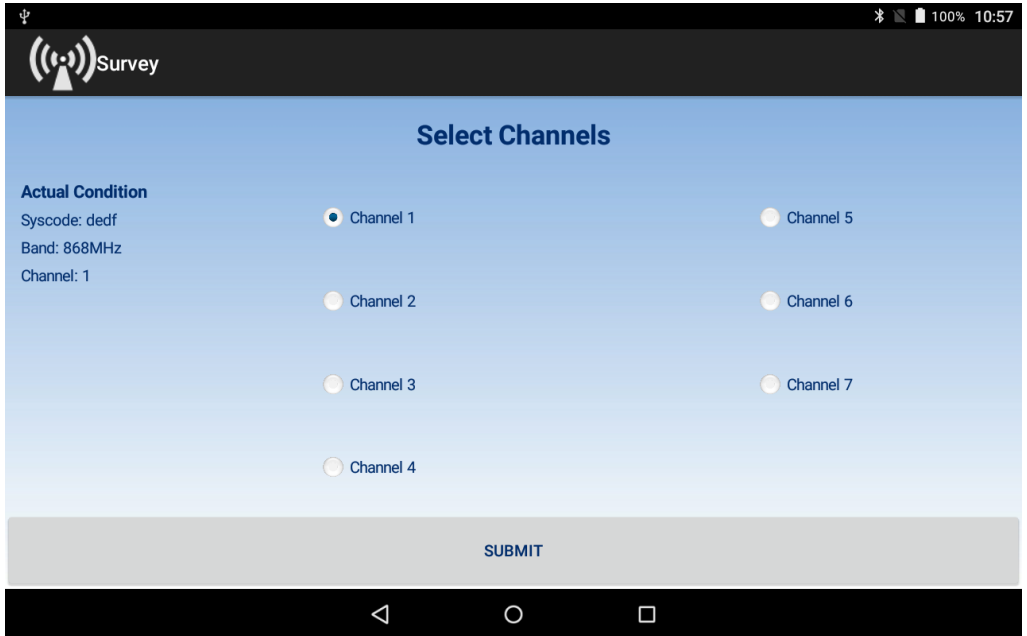 100% 10:57
Survey
Select Channels
Actual Condition
Syscode: dedf
Band: 868MHz
Channel: 1
Channel 1
Channel 2
Channel 3
Channel 4
Channel 5
Channel 6
Channel 7
SUBMIT